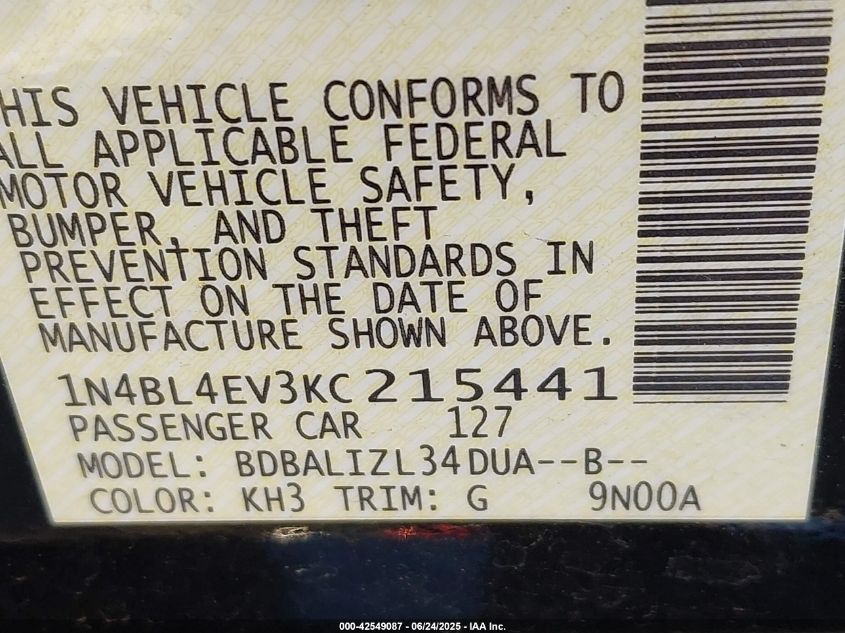 HIS VEHICLE CONFORMS TO
ALL APPLICABLE FEDERAL
MOTOR VEHICLE SAFETY,
BUMPER, AND THEFT
PREVENTION STANDARDS IN
EFFECT ON THE DATE OF
MANUFACTURE SHOWN ABOVE.
1N4BL4EV3KC215441
PASSENGER CAR 127
MODEL: BDBALIZL34DUA--B--
COLOR: KH3 TRIM: G 9N00A
000-42549087 - 06/24/2025 - IAA Inc.